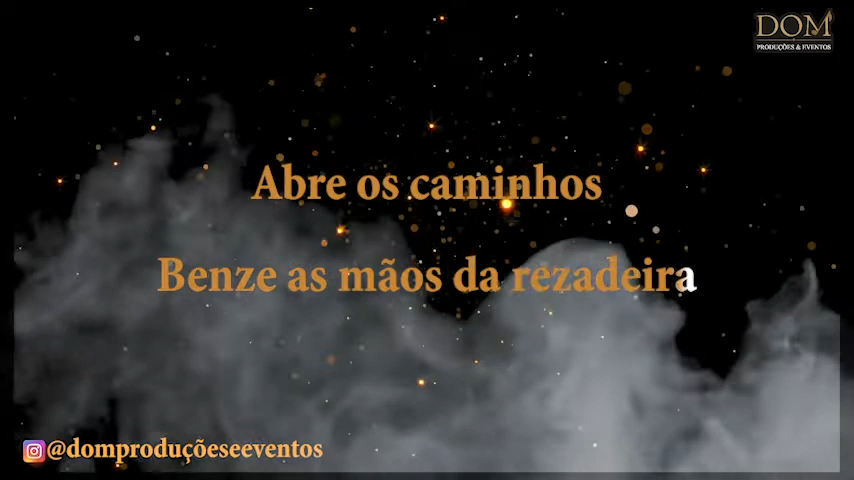 DOM
PRODUÇÕES & EVENTOS
Abre os caminhos
Benze as mãos da rezadeira
@domproduçõeseeventos